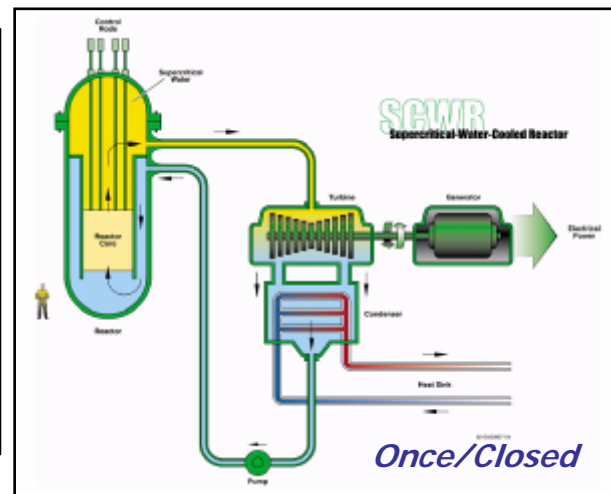 Control
Rods
Supercritical
Water
SCWR
Supercritical-Water-Cooled Reactor
Turbine
Generator
Electrical
Power
Reactor
Core
Reactor
Condenser
Heat Sink
Pump
Once/Closed